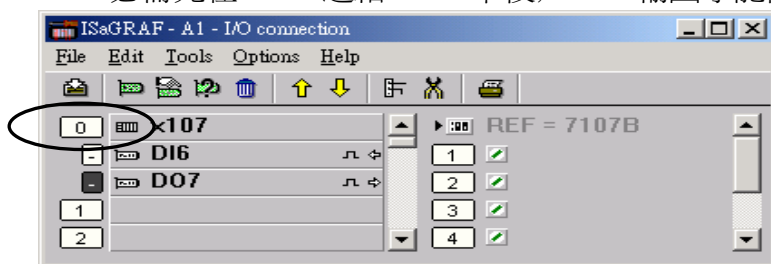 ISaGRAF - A1 - I/O connection
File Edit Tools Options Help
0 x107
- DI6
- DO7
1
2
REF = 7107B
1
2
3
4